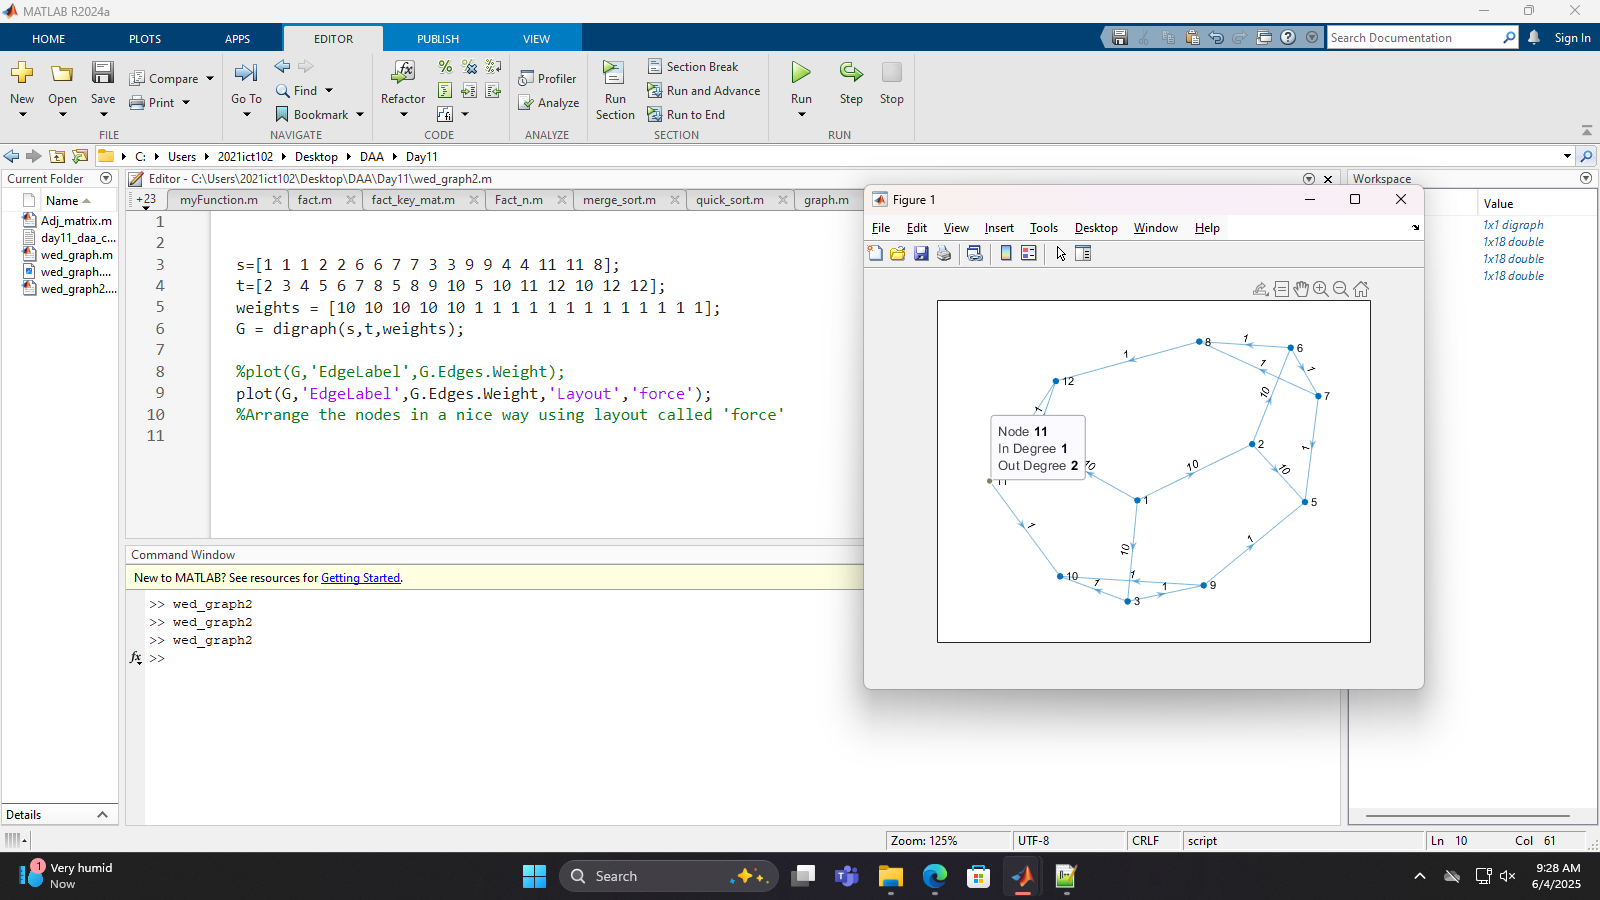 MATLAB R2024a
HOME PLOTS APPS EDITOR PUBLISH VIEW
Search Documentation
Sign In
New Open Save
Compare
Print
FILE
Go To
Find
Bookmark
NAVIGATE
Refactor
CODE
Profiler
Analyze
ANALYZE
Run Section
Section Break
Run and Advance
Run to End
SECTION
Run Step Stop
RUN
C: Users 2021ict102 Desktop DAA Day11
Current Folder
Name
Adj_matrix.m
day11_daa_c...
wed_graph.m
wed_graph....
wed_graph2....
Details
Editor - C:\Users\2021ict102\Desktop\DAA\Day11\wed_graph2.m
+23 myFunction.m fact.m fact_key_mat.m Fact_n.m merge_sort.m quick_sort.m graph.m
1
2
3 s=[1 1 1 2 2 6 6 7 7 3 3 9 9 4 4 11 11 8];
4 t=[2 3 4 5 6 7 8 5 8 9 10 5 10 11 12 10 12 12];
5 weights = [10 10 10 10 10 1 1 1 1 1 1 1 1 1 1 1 1 1];
6 G = digraph(s,t,weights);
7
8 %plot(G,'EdgeLabel',G.Edges.Weight);
9 plot(G,'EdgeLabel',G.Edges.Weight,'Layout','force');
10 %Arrange the nodes in a nice way using layout called 'force'
11
Command Window
New to MATLAB? See resources for Getting Started.
>> wed_graph2
>> wed_graph2
>> wed_graph2
fx >>
Figure 1
File Edit View Insert Tools Desktop Window Help
8
1
6
1
1
1
12
10
7
1
Node 11
In Degree 1
Out Degree 2
2
10
10
10
1
1
5
1
10
1
10
1
1
1
9
3
Workspace
Value
1x1 digraph
1x18 double
1x18 double
1x18 double
Zoom: 125% UTF-8 CRLF script Ln 10 Col 61
1
Very humid
Now
Search
9:28 AM
6/4/2025